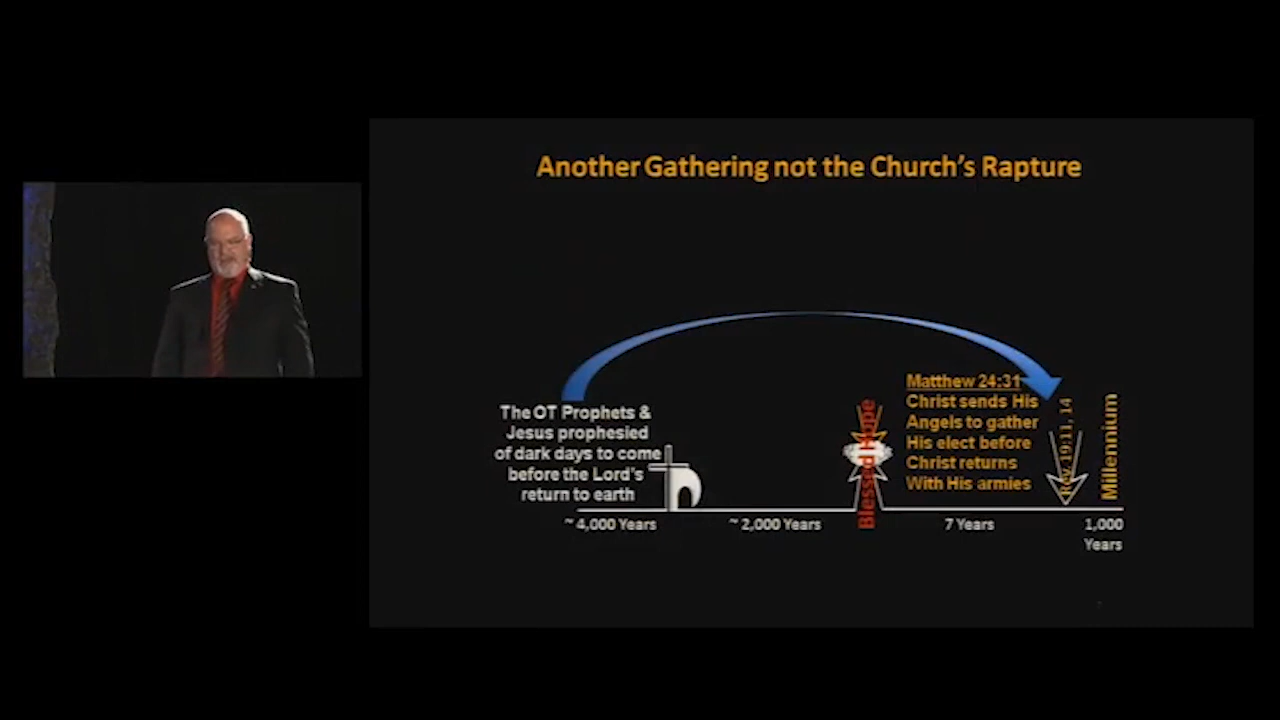 Another Gathering not the Church's Rapture
The OT Prophets &
Jesus prophesied
of dark days to come
before the Lord's
return to earth
Blessed Hope
Matthew 24:31
Christ sends His
Angels to gather
His elect before
Christ returns
With His armies
Rev. 19:11, 14
Millennium
~ 4,000 Years
~ 2,000 Years
7 Years
1,000
Years